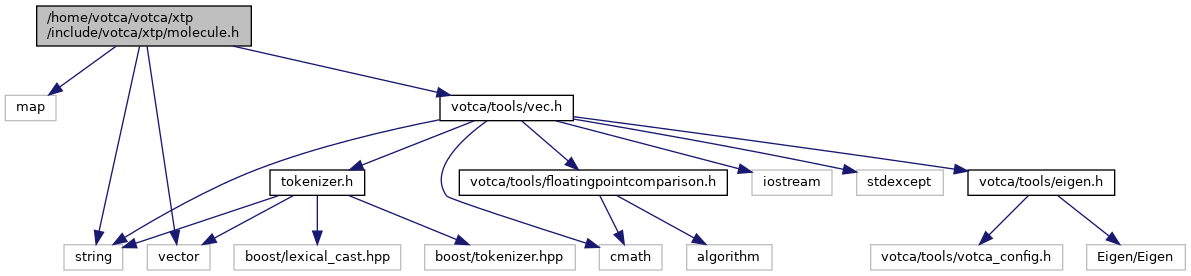 /home/votca/votca/xtp
/include/votca/xtp/molecule.h
map
votca/tools/vec.h
tokenizer.h
votca/tools/floatingpointcomparison.h
iostream
stdexcept
votca/tools/eigen.h
string
vector
boost/lexical_cast.hpp
boost/tokenizer.hpp
cmath
algorithm
votca/tools/votca_config.h
Eigen/Eigen